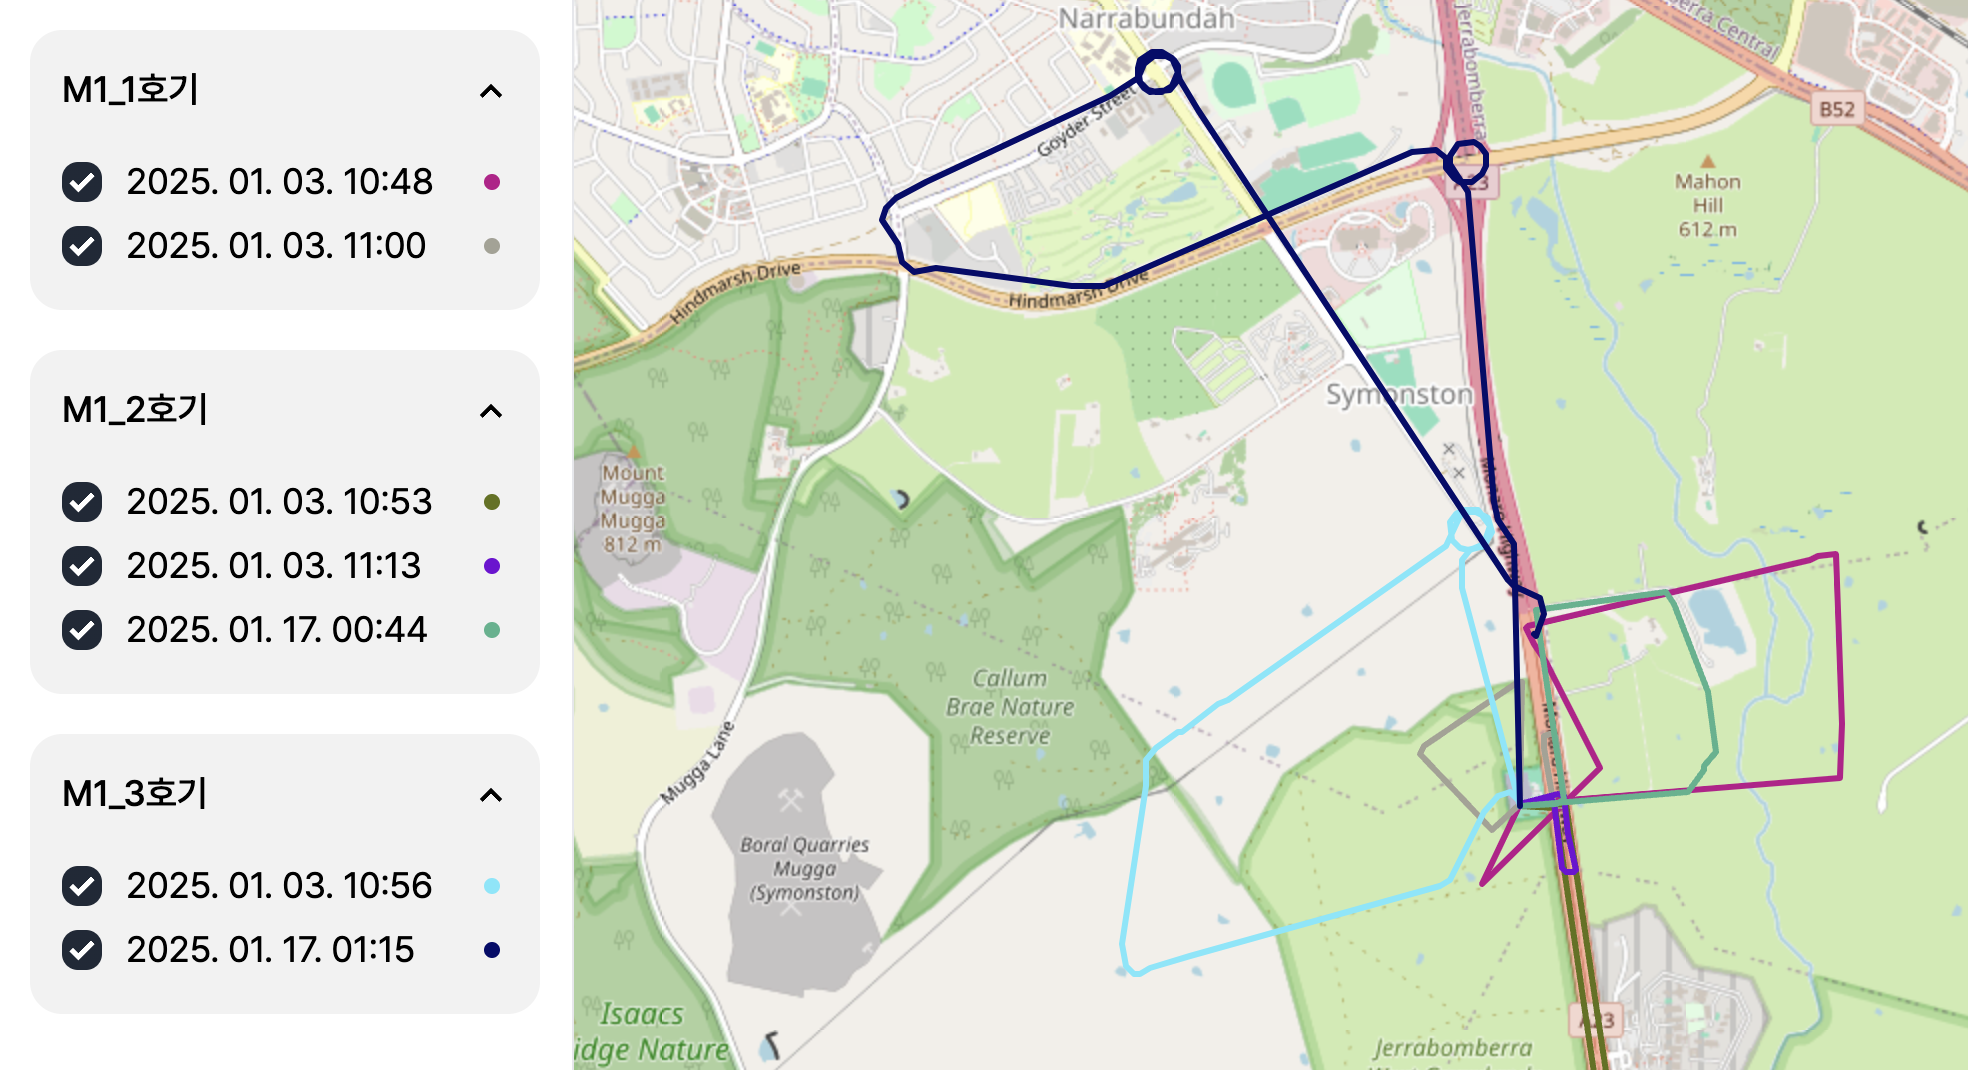 M1_1호기
2025. 01. 03. 10:48
2025. 01. 03. 11:00
M1_2호기
2025. 01. 03. 10:53
2025. 01. 03. 11:13
2025. 01. 17. 00:44
M1_3호기
2025. 01. 03. 10:56
2025. 01. 17. 01:15
Narrabundah
Jerrabomberra
berra Central
B52
Goyder Street
A23
Mahon
Hill
612 m
Hindmarsh Drive
Hindmarsh Drive
Symonston
Mount
Mugga
Mugga
812 m
Callum
Brae Nature
Reserve
Mugga Lane
Boral Quarries
Mugga
(Symonston)
Isaacs
idge Nature
A23
Jerrabomberra